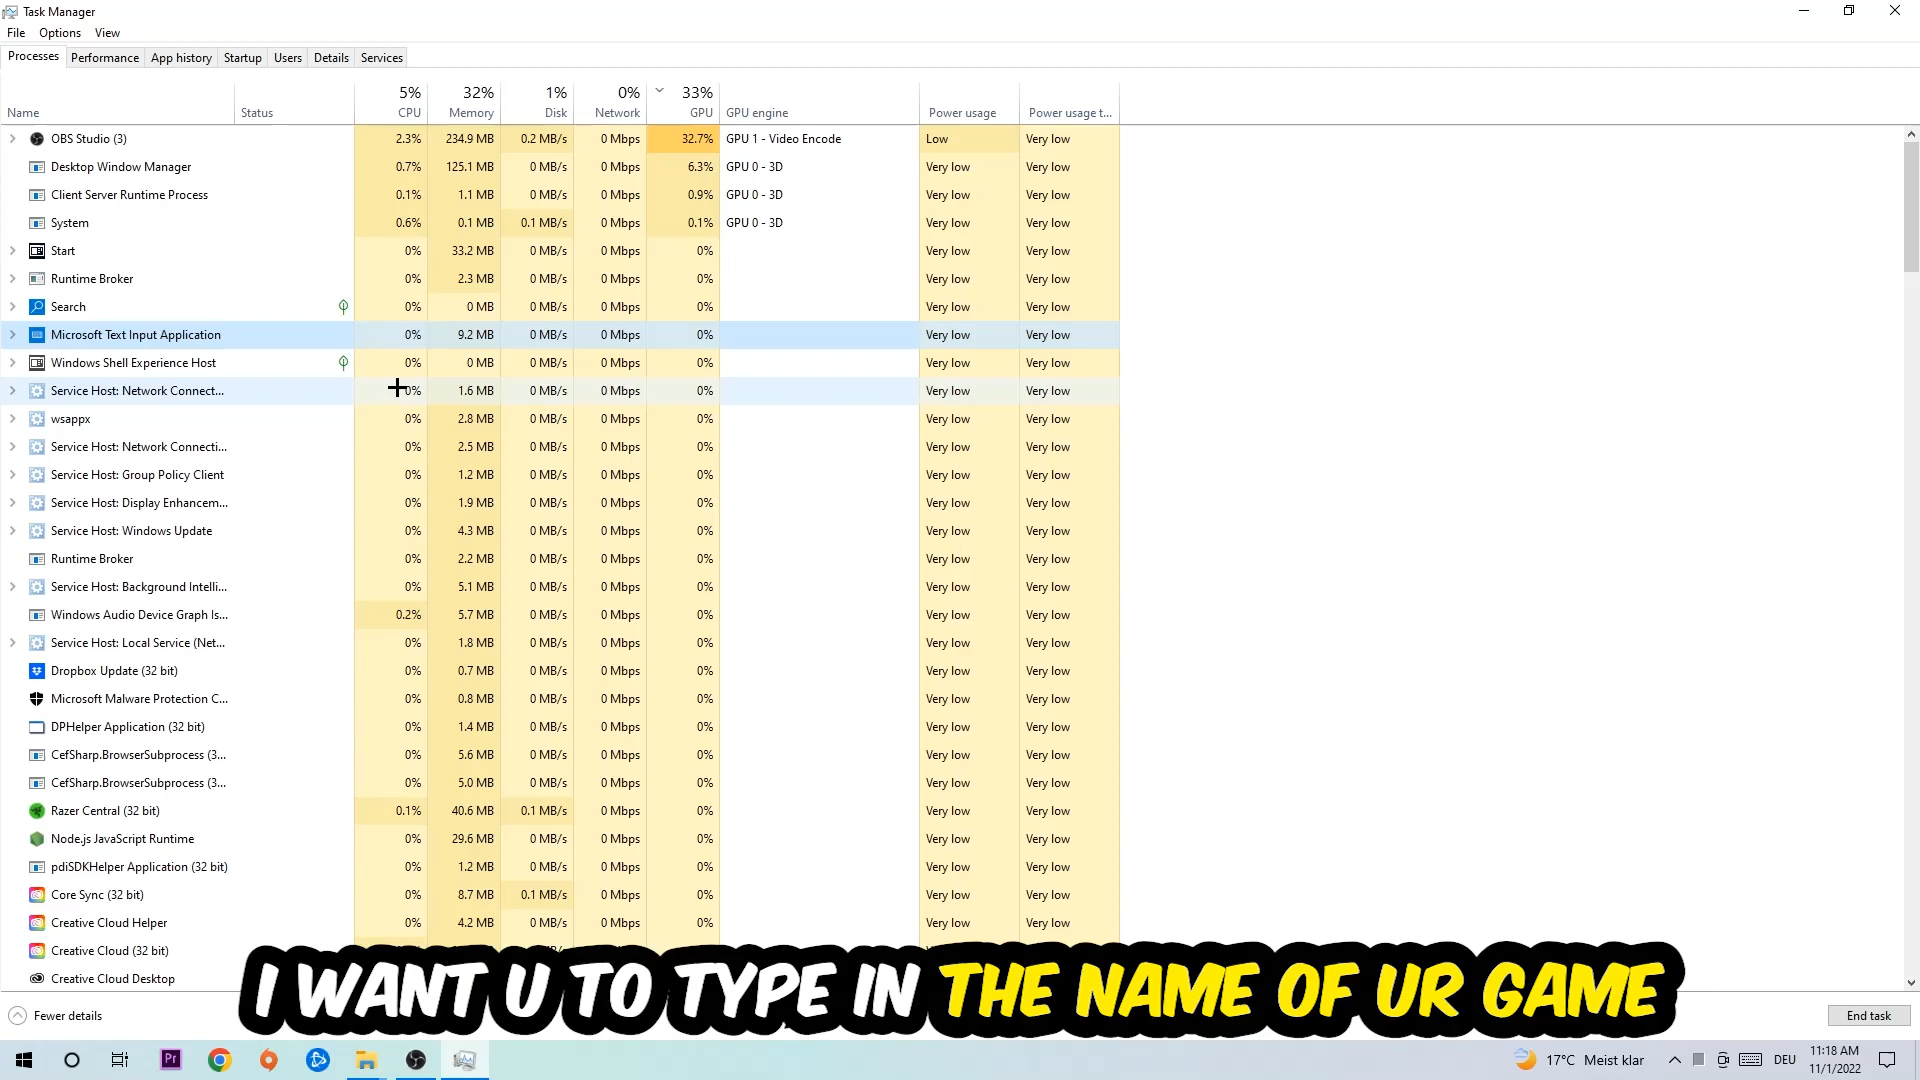 Task Manager
File Options View
Processes Performance App history Startup Users Details Services
5% 32% 1% 0% 33%
Name Status CPU Memory Disk Network GPU GPU engine Power usage Power usage t...
OBS Studio (3) 2.3% 234.9 MB 0.2 MB/s 0 Mbps 32.7% GPU 1 - Video Encode Low Very low
Desktop Window Manager 0.7% 125.1 MB 0 MB/s 0 Mbps 6.3% GPU 0 - 3D Very low Very low
Client Server Runtime Process 0.1% 1.1 MB 0 MB/s 0 Mbps 0.9% GPU 0 - 3D Very low Very low
System 0.6% 0.1 MB 0.1 MB/s 0 Mbps 0.1% GPU 0 - 3D Very low Very low
Start 0% 33.2 MB 0 MB/s 0 Mbps 0% Very low Very low
Runtime Broker 0% 2.3 MB 0 MB/s 0 Mbps 0% Very low Very low
Search 0% 0 MB 0 MB/s 0 Mbps 0% Very low Very low
Microsoft Text Input Application 0% 9.2 MB 0 MB/s 0 Mbps 0% Very low Very low
Windows Shell Experience Host 0% 0 MB 0 MB/s 0 Mbps 0% Very low Very low
Service Host: Network Connect... 0% 1.6 MB 0 MB/s 0 Mbps 0% Very low Very low
wsappx 0% 2.8 MB 0 MB/s 0 Mbps 0% Very low Very low
Service Host: Network Connecti... 0% 2.5 MB 0 MB/s 0 Mbps 0% Very low Very low
Service Host: Group Policy Client 0% 1.2 MB 0 MB/s 0 Mbps 0% Very low Very low
Service Host: Display Enhancem... 0% 1.9 MB 0 MB/s 0 Mbps 0% Very low Very low
Service Host: Windows Update 0% 4.3 MB 0 MB/s 0 Mbps 0% Very low Very low
Runtime Broker 0% 2.2 MB 0 MB/s 0 Mbps 0% Very low Very low
Service Host: Background Intelli... 0% 5.1 MB 0 MB/s 0 Mbps 0% Very low Very low
Windows Audio Device Graph Is... 0.2% 5.7 MB 0 MB/s 0 Mbps 0% Very low Very low
Service Host: Local Service (Net... 0% 1.8 MB 0 MB/s 0 Mbps 0% Very low Very low
Dropbox Update (32 bit) 0% 0.7 MB 0 MB/s 0 Mbps 0% Very low Very low
Microsoft Malware Protection C... 0% 0.8 MB 0 MB/s 0 Mbps 0% Very low Very low
DPHelper Application (32 bit) 0% 1.4 MB 0 MB/s 0 Mbps 0% Very low Very low
CefSharp.BrowserSubprocess (3... 0% 5.6 MB 0 MB/s 0 Mbps 0% Very low Very low
CefSharp.BrowserSubprocess (3... 0% 5.0 MB 0 MB/s 0 Mbps 0% Very low Very low
Razer Central (32 bit) 0.1% 40.6 MB 0.1 MB/s 0 Mbps 0% Very low Very low
Node.js JavaScript Runtime 0% 29.6 MB 0 MB/s 0 Mbps 0% Very low Very low
pdiSDKHelper Application (32 bit) 0% 1.2 MB 0 MB/s 0 Mbps 0% Very low Very low
Core Sync (32 bit) 0% 8.7 MB 0.1 MB/s 0 Mbps 0% Very low Very low
Creative Cloud Helper 0% 4.2 MB 0 MB/s 0 Mbps 0% Very low Very low
Creative Cloud (32 bit)
Creative Cloud Desktop
I WANT U TO TYPE IN THE NAME OF UR GAME
Fewer details End task
Pr 17°C Meist klar DEU 11:18 AM
11/1/2022